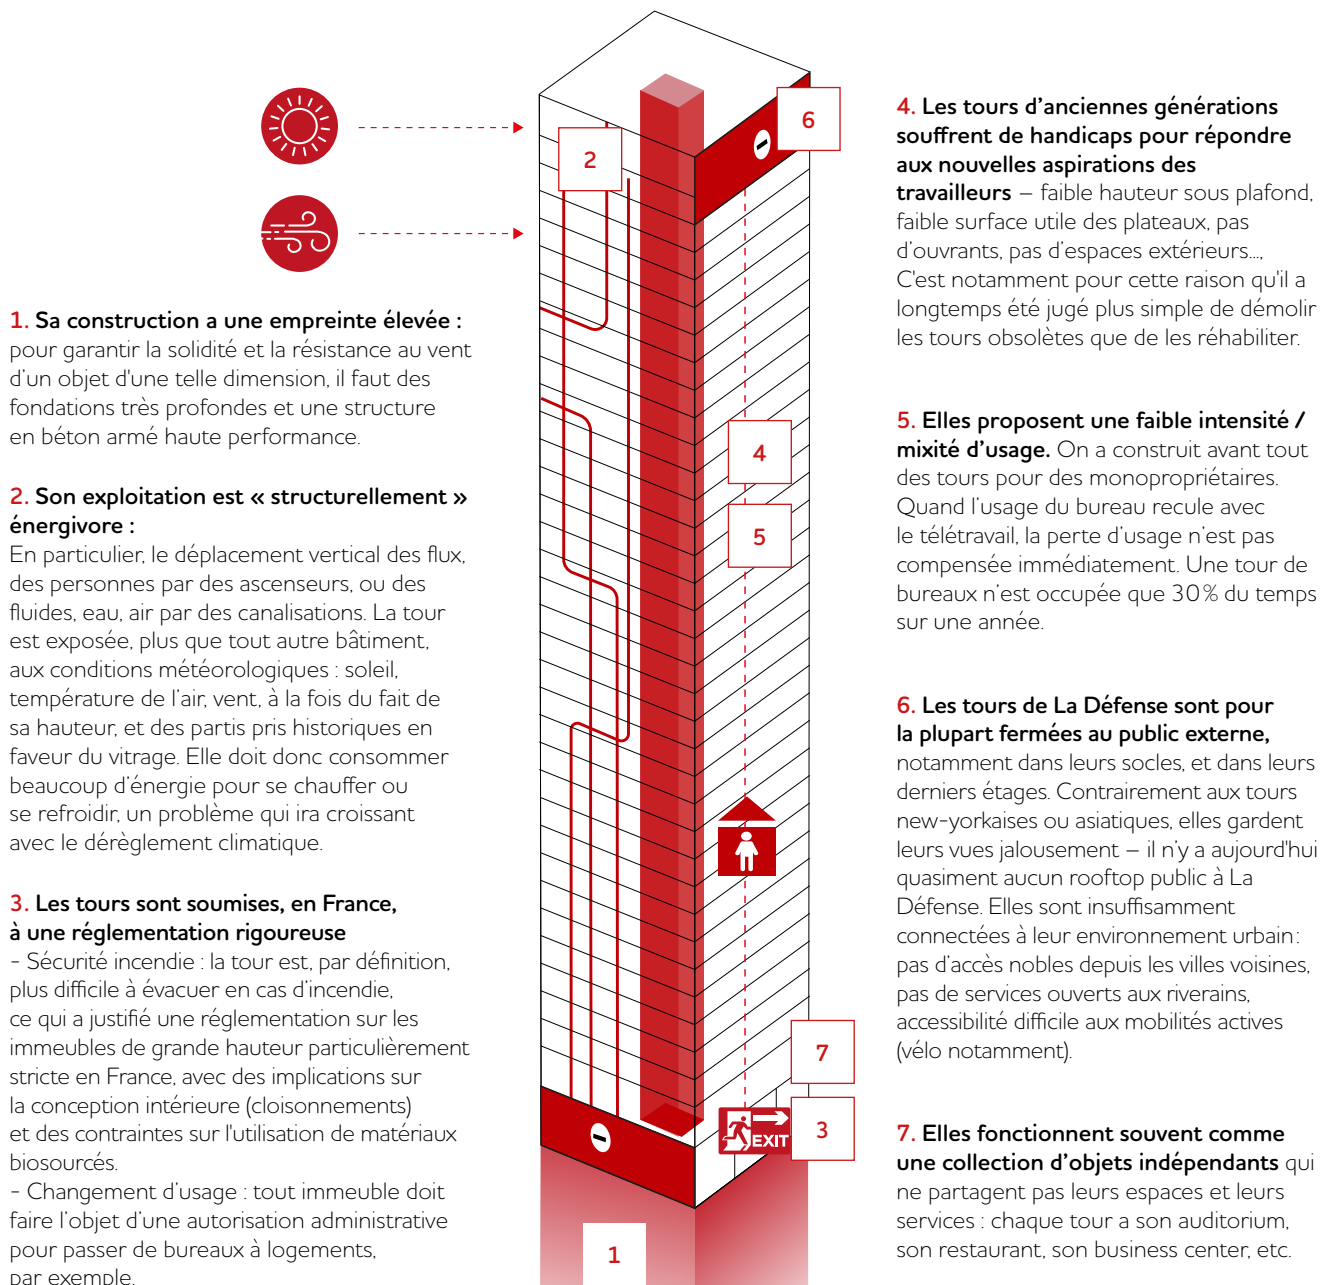 1. Sa construction a une empreinte élevée :
pour garantir la solidité et la résistance au vent
d'un objet d'une telle dimension, il faut des
fondations très profondes et une structure
en béton armé haute performance.
2. Son exploitation est « structurellement »
énergivore :
En particulier, le déplacement vertical des flux,
des personnes par des ascenseurs, ou des
fluides, eau, air par des canalisations. La tour
est exposée, plus que tout autre bâtiment,
aux conditions météorologiques : soleil,
température de l'air, vent, à la fois du fait de
sa hauteur, et des partis pris historiques en
faveur du vitrage. Elle doit donc consommer
beaucoup d'énergie pour se chauffer ou
se refroidir, un problème qui ira croissant
avec le dérèglement climatique.
3. Les tours sont soumises, en France,
à une réglementation rigoureuse
- Sécurité incendie : la tour est, par définition,
plus difficile à évacuer en cas d'incendie,
ce qui a justifié une réglementation sur les
immeubles de grande hauteur particulièrement
stricte en France, avec des implications sur
la conception intérieure (cloisonnements)
et des contraintes sur l'utilisation de matériaux
biosourcés.
- Changement d'usage : tout immeuble doit
faire l'objet d'une autorisation administrative
pour passer de bureaux à logements,
par exemple.
6
2
4
5
7
EXIT
3
1
4. Les tours d'anciennes générations
souffrent de handicaps pour répondre
aux nouvelles aspirations des
travailleurs – faible hauteur sous plafond,
faible surface utile des plateaux, pas
d'ouvrants, pas d'espaces extérieurs...,
C'est notamment pour cette raison qu'il a
longtemps été jugé plus simple de démolir
les tours obsolètes que de les réhabiliter.
5. Elles proposent une faible intensité /
mixité d'usage. On a construit avant tout
des tours pour des monopropriétaires.
Quand l'usage du bureau recule avec
le télétravail, la perte d'usage n'est pas
compensée immédiatement. Une tour de
bureaux n'est occupée que 30 % du temps
sur une année.
6. Les tours de La Défense sont pour
la plupart fermées au public externe,
notamment dans leurs socles, et dans leurs
derniers étages. Contrairement aux tours
new-yorkaises ou asiatiques, elles gardent
leurs vues jalousement – il n'y a aujourd'hui
quasiment aucun rooftop public à La
Défense. Elles sont insuffisamment
connectées à leur environnement urbain :
pas d'accès nobles depuis les villes voisines,
pas de services ouverts aux riverains,
accessibilité difficile aux mobilités actives
(vélo notamment).
7. Elles fonctionnent souvent comme
une collection d'objets indépendants qui
ne partagent pas leurs espaces et leurs
services : chaque tour a son auditorium,
son restaurant, son business center, etc.